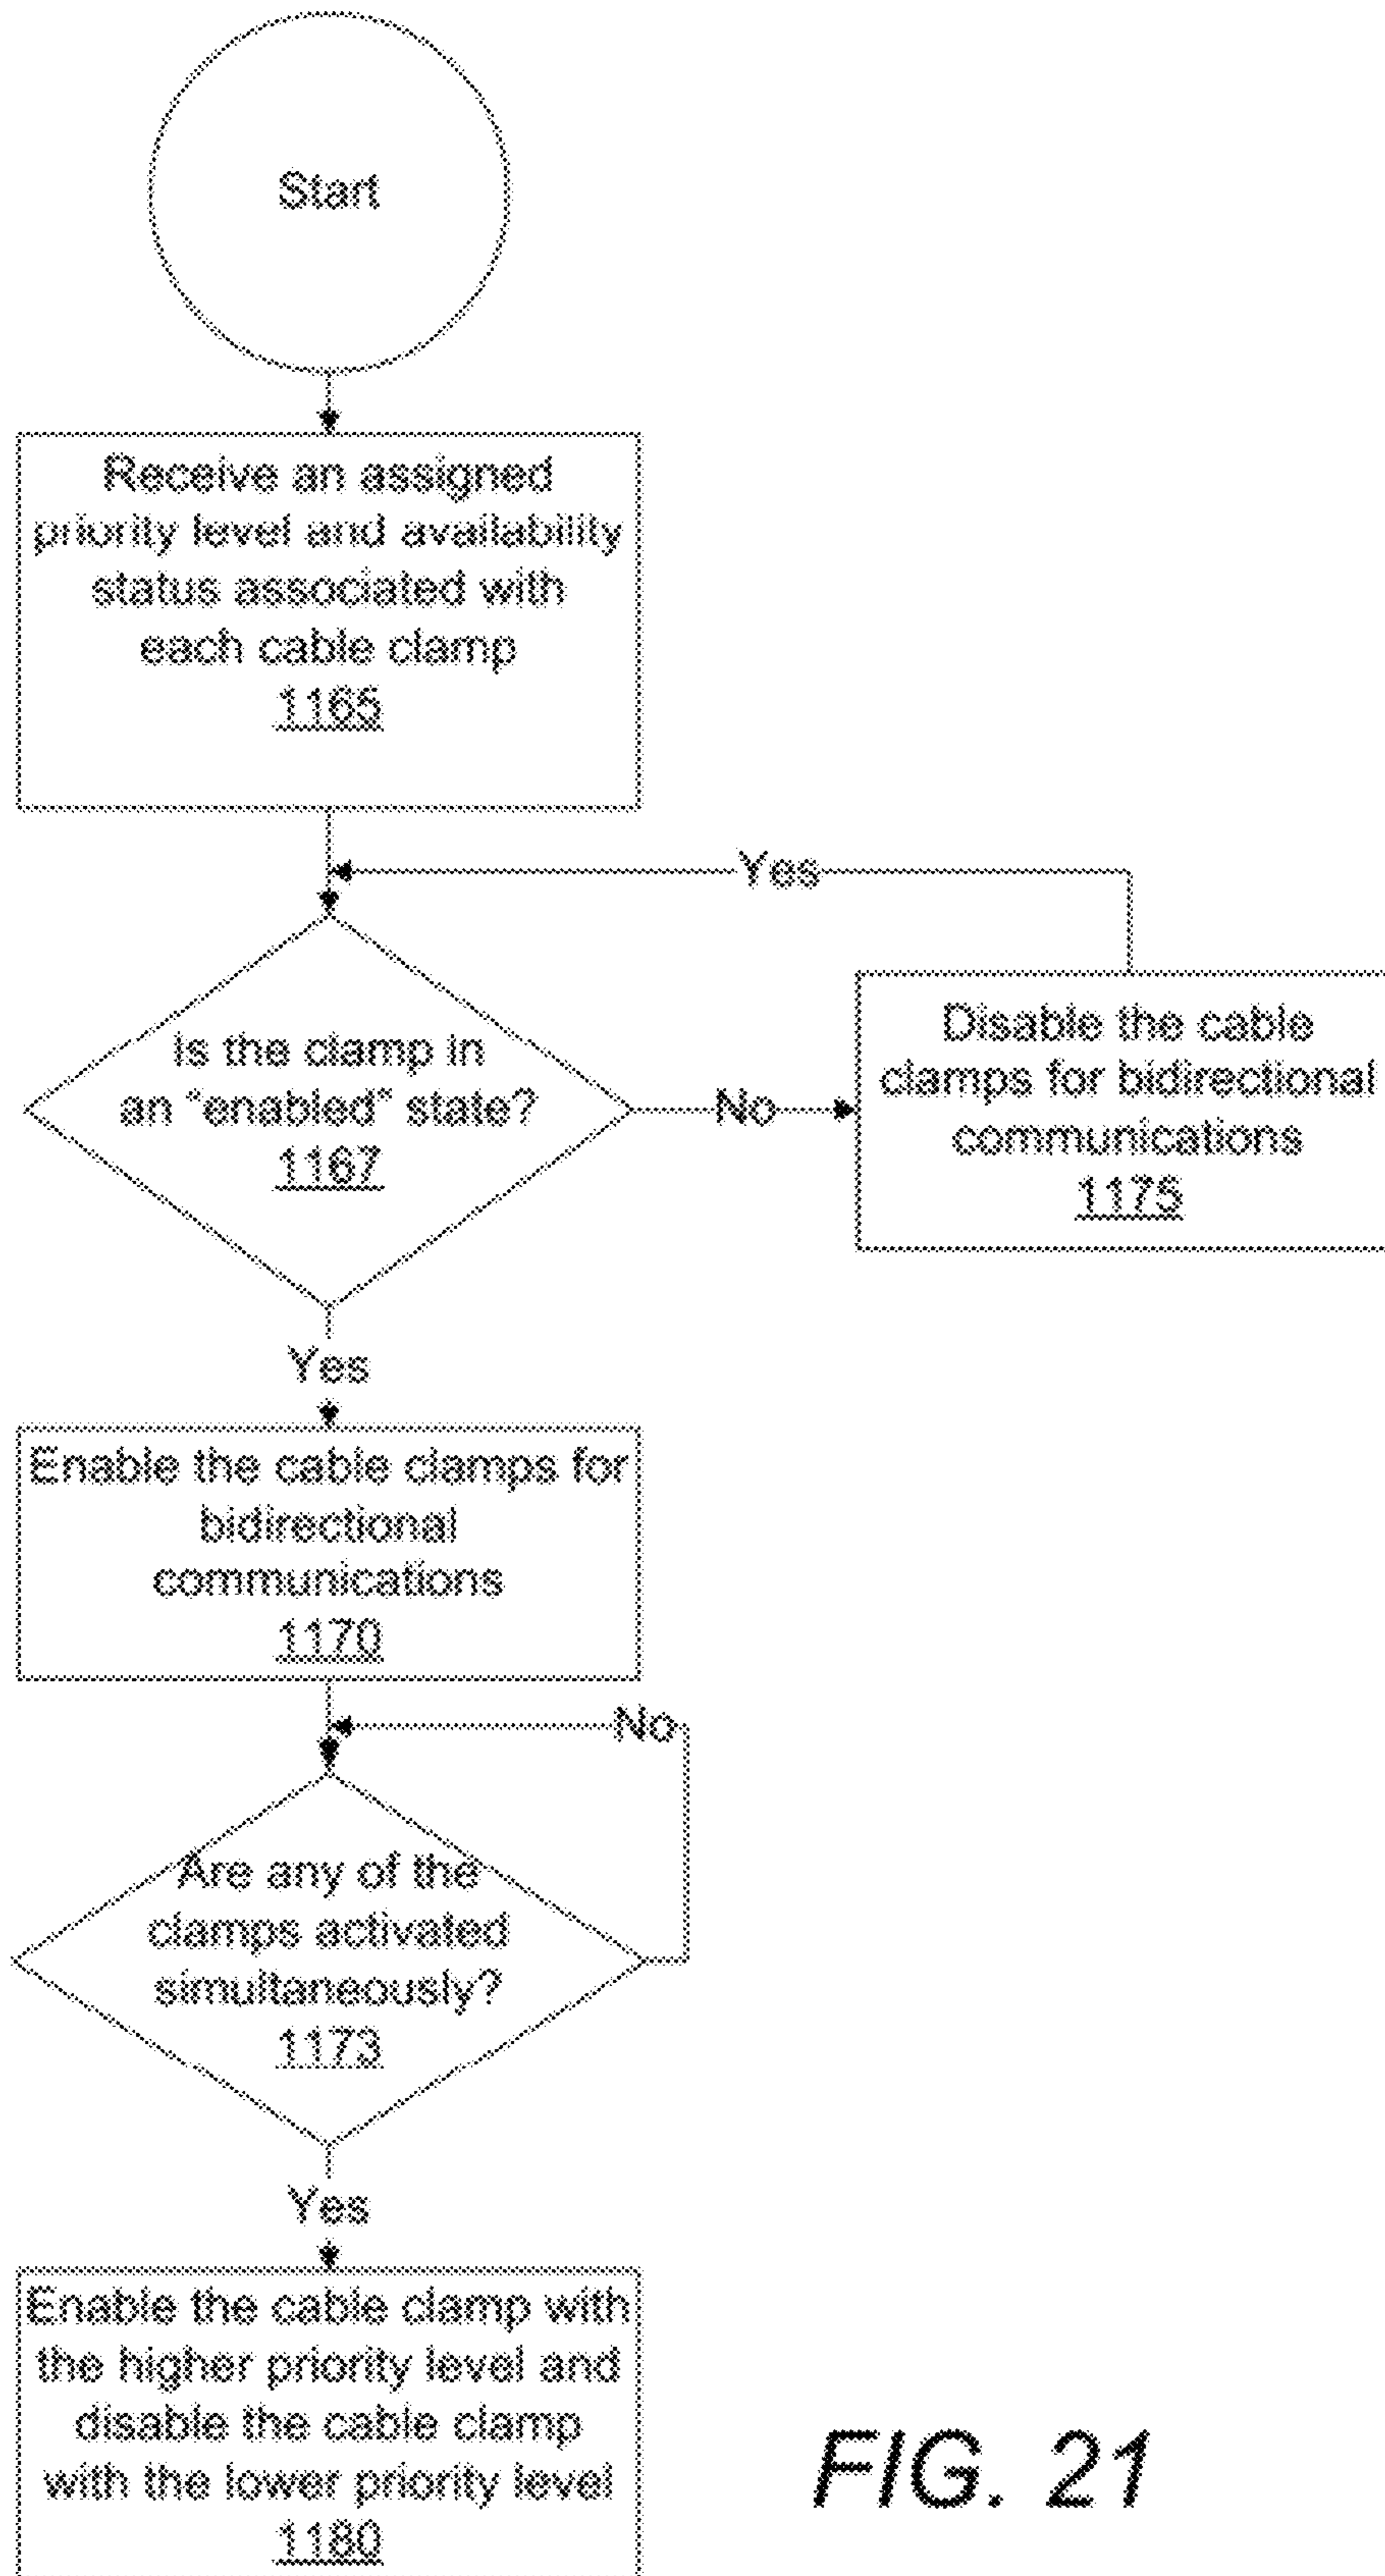 Start
Receive an assigned
priority level and availability
status associated with
each cable clamp
1165
Yes
Is the clamp in
an "enabled" state?
1167
No
Disable the cable
clamps for bidirectional
communications
1175
Yes
Enable the cable clamps for
bidirectional
communications
1170
No
Are any of the
clamps activated
simultaneously?
1173
Yes
Enable the cable clamp with
the higher priority level and
disable the cable clamp
with the lower priority level
1180
FIG. 21